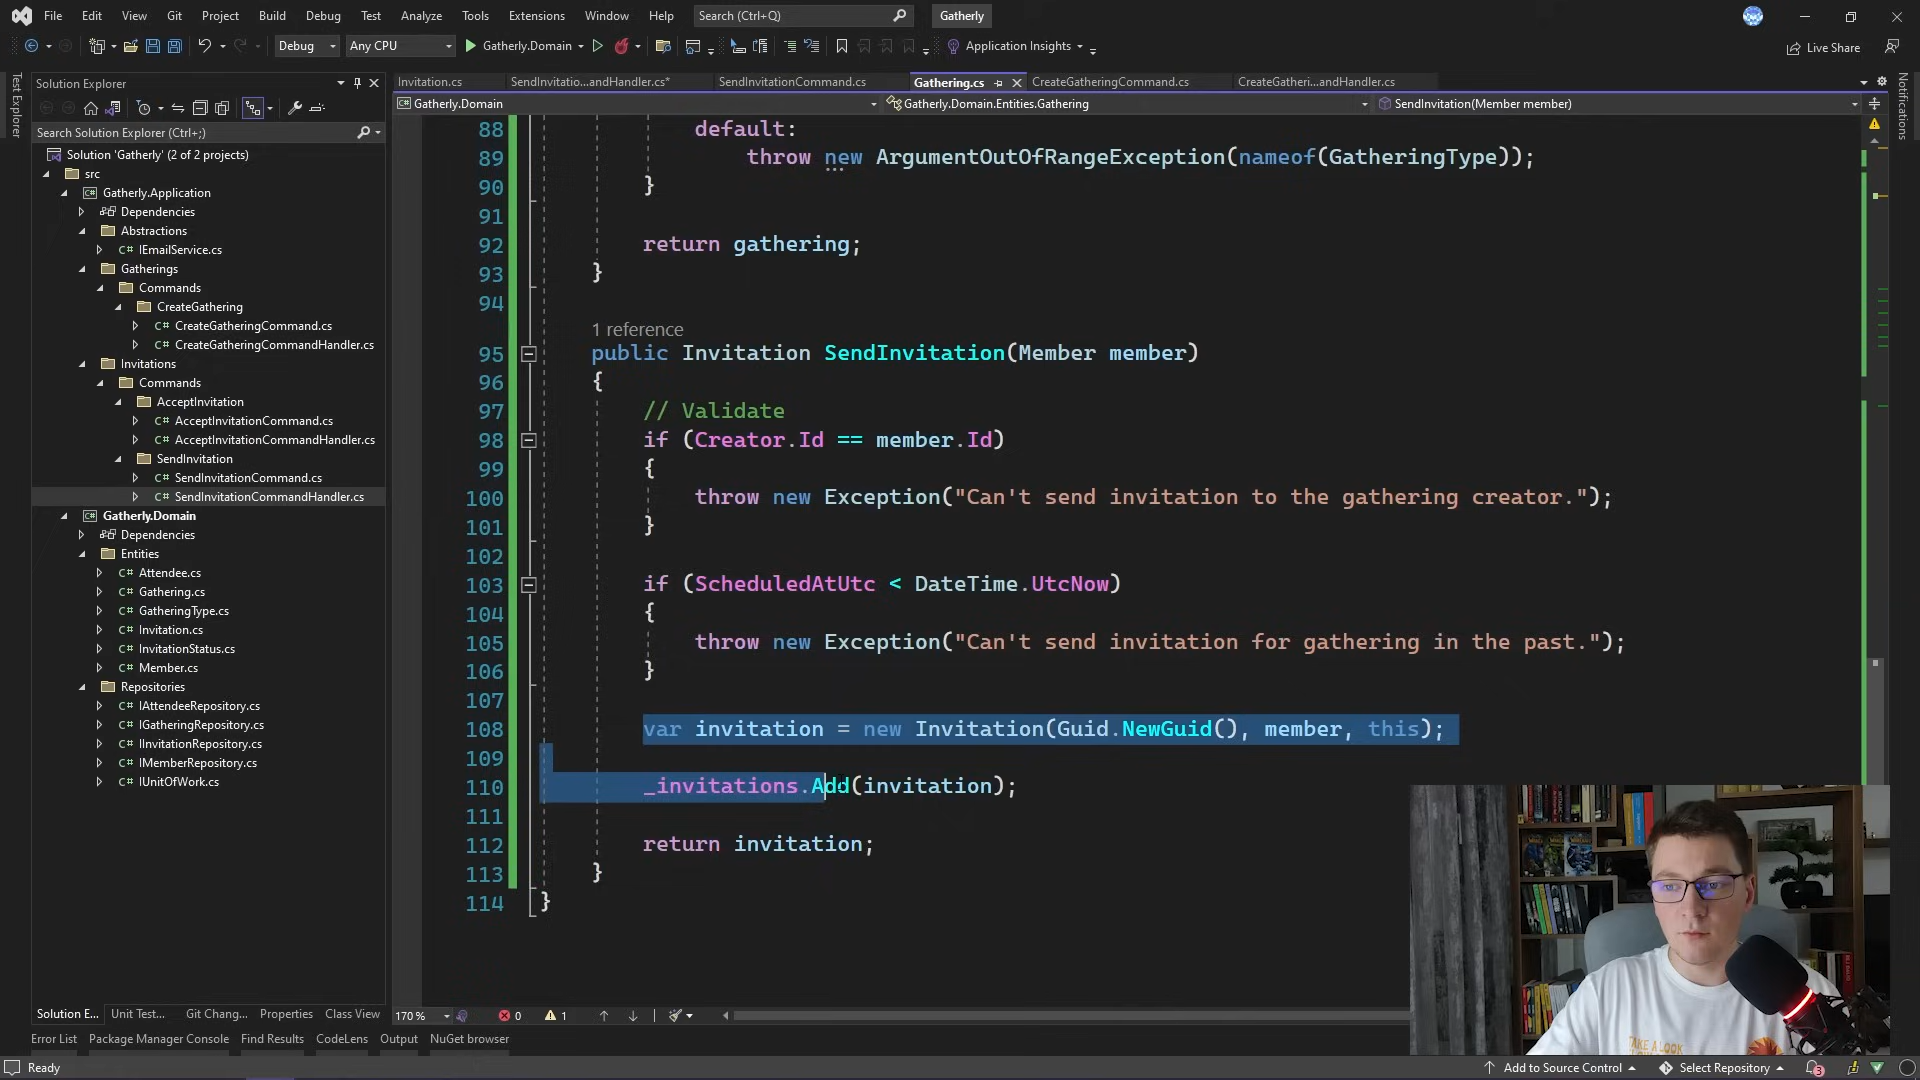 File Edit View Git Project Build Debug Test Analyze Tools Extensions Window Help Search (Ctrl+Q) Gatherly
Debug Any CPU Gatherly.Domain Application Insights Live Share
Test Explorer
Solution Explorer
Search Solution Explorer (Ctrl+;)
Solution 'Gatherly' (2 of 2 projects)
src
Gatherly.Application
Dependencies
Abstractions
C# IEmailService.cs
Gatherings
Commands
CreateGathering
C# CreateGatheringCommand.cs
C# CreateGatheringCommandHandler.cs
Invitations
Commands
AcceptInvitation
C# AcceptInvitationCommand.cs
C# AcceptInvitationCommandHandler.cs
SendInvitation
C# SendInvitationCommand.cs
C# SendInvitationCommandHandler.cs
Gatherly.Domain
Dependencies
Entities
C# Attendee.cs
C# Gathering.cs
C# GatheringType.cs
C# Invitation.cs
C# InvitationStatus.cs
C# Member.cs
Repositories
C# IAttendeeRepository.cs
C# IGatheringRepository.cs
C# IInvitationRepository.cs
C# IMemberRepository.cs
C# IUnitOfWork.cs
Solution E... Unit Test... Git Chang... Properties Class View
Invitation.cs SendInvitatio...andHandler.cs* SendInvitationCommand.cs Gathering.cs CreateGatheringCommand.cs CreateGatheri...andHandler.cs
C# Gatherly.Domain Gatherly.Domain.Entities.Gathering SendInvitation(Member member)
88 default:
89 throw new ArgumentOutOfRangeException(nameof(GatheringType));
90 }
91
92 return gathering;
93 }
94
1 reference
95 public Invitation SendInvitation(Member member)
96 {
97 // Validate
98 if (Creator.Id == member.Id)
99 {
100 throw new Exception("Can't send invitation to the gathering creator.");
101 }
102
103 if (ScheduledAtUtc < DateTime.UtcNow)
104 {
105 throw new Exception("Can't send invitation for gathering in the past.");
106 }
107
108 var invitation = new Invitation(Guid.NewGuid(), member, this);
109
110 _invitations.Add(invitation);
111
112 return invitation;
113 }
114 }
Notifications
TAKE A LOOK
170 % 0 1
Error List Package Manager Console Find Results CodeLens Output NuGet browser
Ready Add to Source Control Select Repository 3